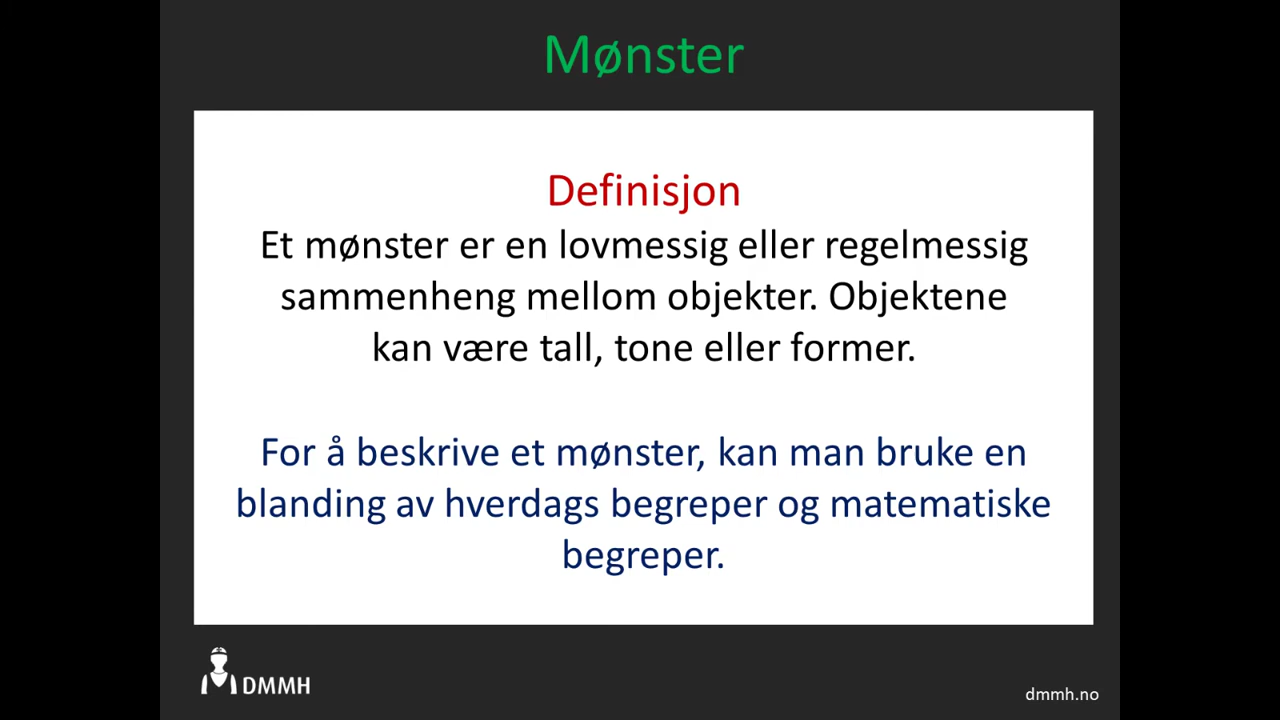 Mønster
Definisjon
Et mønster er en lovmessig eller regelmessig
sammenheng mellom objekter. Objektene
kan være tall, tone eller former.
For å beskrive et mønster, kan man bruke en
blanding av hverdags begreper og matematiske
begreper.
DMMH
dmmh.no